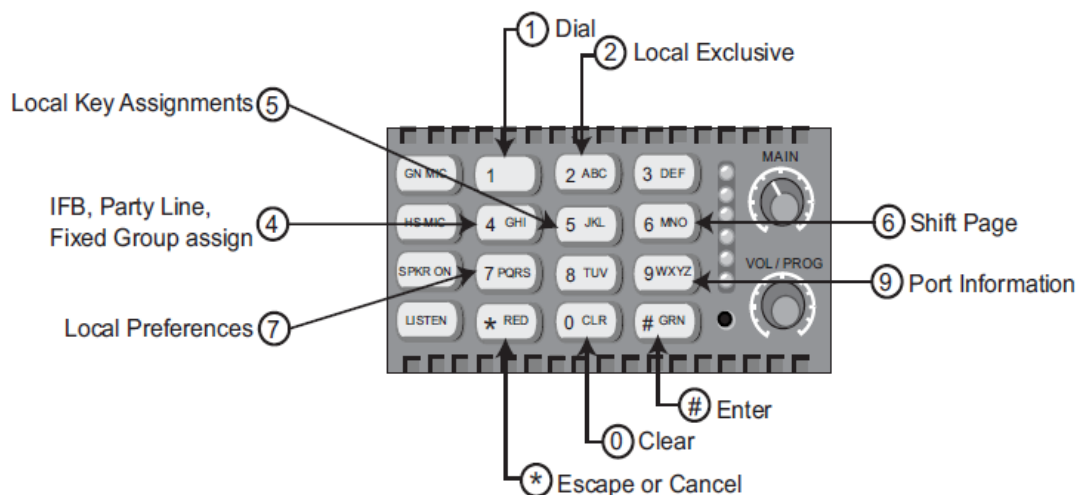 1 Dial
2 Local Exclusive
Local Key Assignments 5
IFB, Party Line,
Fixed Group assign 4
Local Preferences 7
GN MIC 1 2 ABC 3 DEF
HS MIC 4 GHI 5 JKL 6 MNO
SPKR ON 7 PQRS 8 TUV 9 WXYZ
LISTEN * RED 0 CLR # GRN
MAIN
VOL / PROG
6 Shift Page
9 Port Information
# Enter
0 Clear
* Escape or Cancel